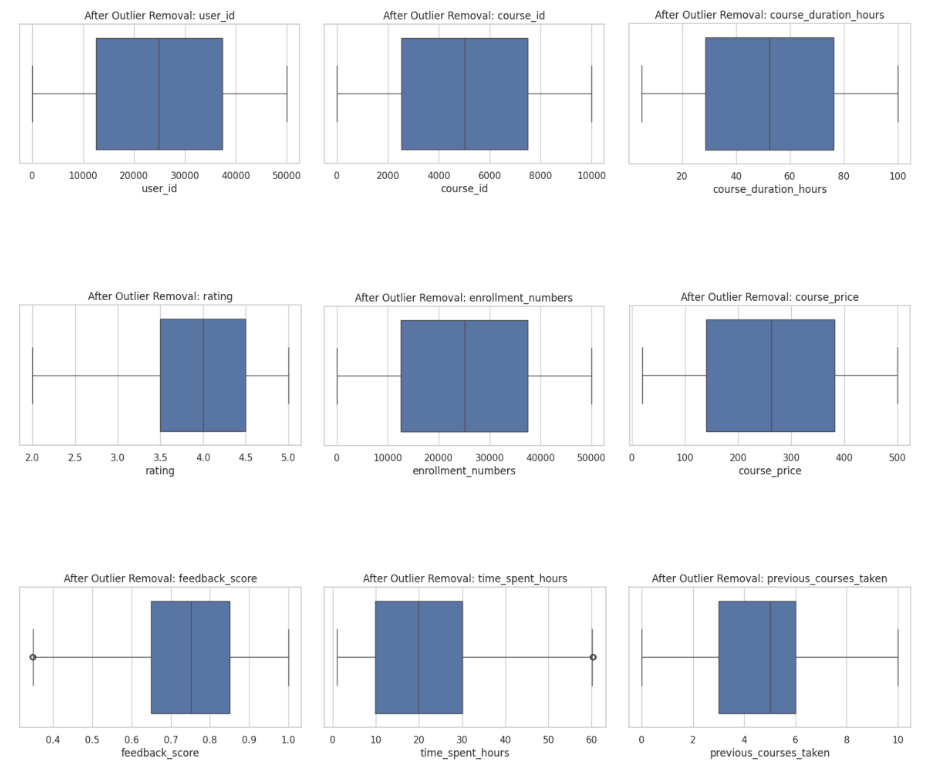 After Outlier Removal: user_id
0 10000 20000 30000 40000 50000
user_id
After Outlier Removal: course_id
0 2000 4000 6000 8000 10000
course_id
After Outlier Removal: course_duration_hours
20 40 60 80 100
course_duration_hours
After Outlier Removal: rating
2.0 2.5 3.0 3.5 4.0 4.5 5.0
rating
After Outlier Removal: enrollment_numbers
0 10000 20000 30000 40000 50000
enrollment_numbers
After Outlier Removal: course_price
0 100 200 300 400 500
course_price
After Outlier Removal: feedback_score
0.4 0.5 0.6 0.7 0.8 0.9 1.0
feedback_score
After Outlier Removal: time_spent_hours
0 10 20 30 40 50 60
time_spent_hours
After Outlier Removal: previous_courses_taken
0 2 4 6 8 10
previous_courses_taken